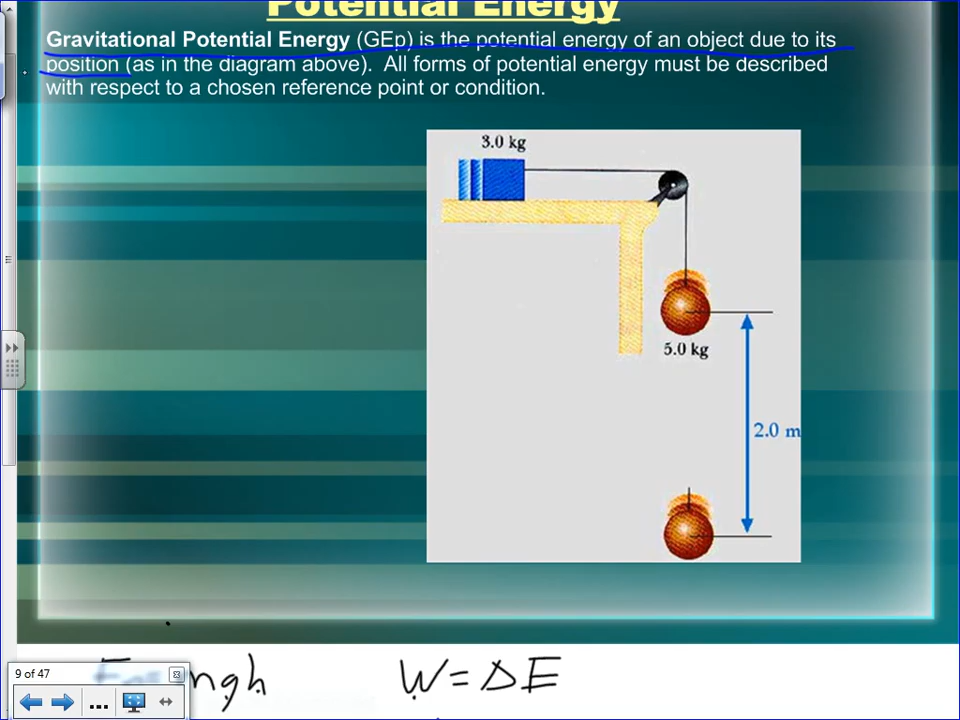 Potential Energy
Gravitational Potential Energy (GEp) is the potential energy of an object due to its
position (as in the diagram above). All forms of potential energy must be described
with respect to a chosen reference point or condition.
3.0 kg
5.0 kg
2.0 m
mgh W = ΔE
9 of 47